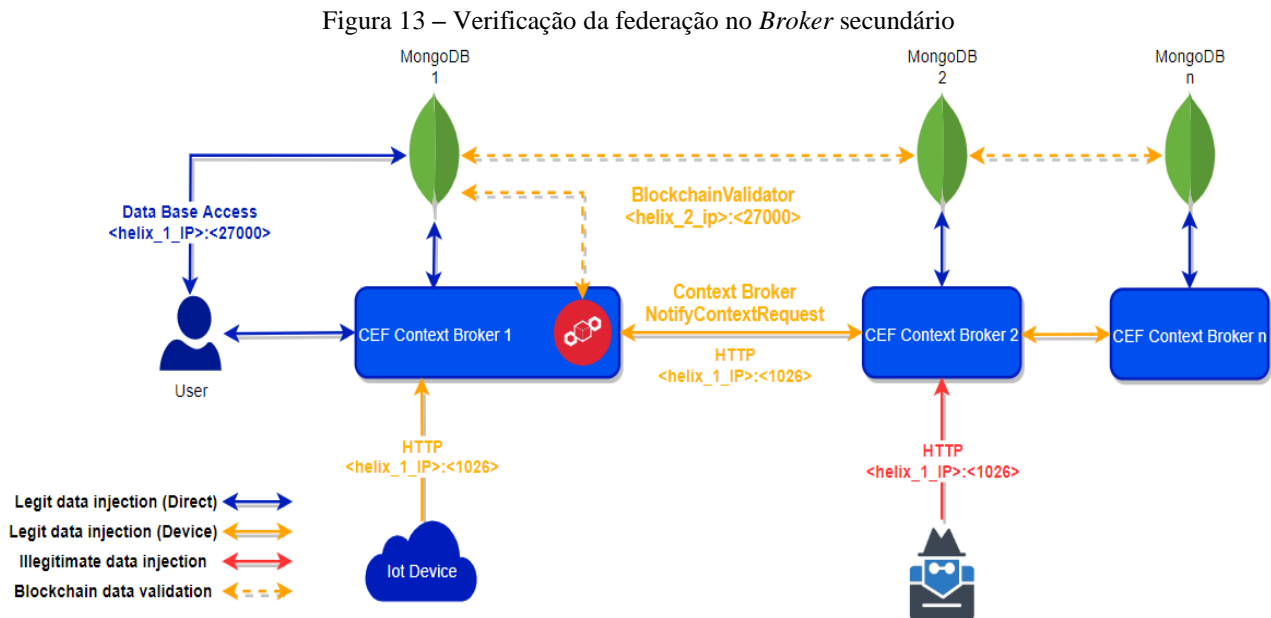 Figura 13 – Verificação da federação no Broker secundário
MongoDB
1
MongoDB
2
MongoDB
n
Data Base Access
<helix_1_IP>:<27000>
BlockchainValidator
<helix_2_ip>:<27000>
User
CEF Context Broker 1
Context Broker
NotifyContextRequest
HTTP
<helix_1_IP>:<1026>
CEF Context Broker 2
CEF Context Broker n
HTTP
<helix_1_IP>:<1026>
HTTP
<helix_1_IP>:<1026>
Legit data injection (Direct)
Legit data injection (Device)
Illegitimate data injection
Blockchain data validation
Iot Device